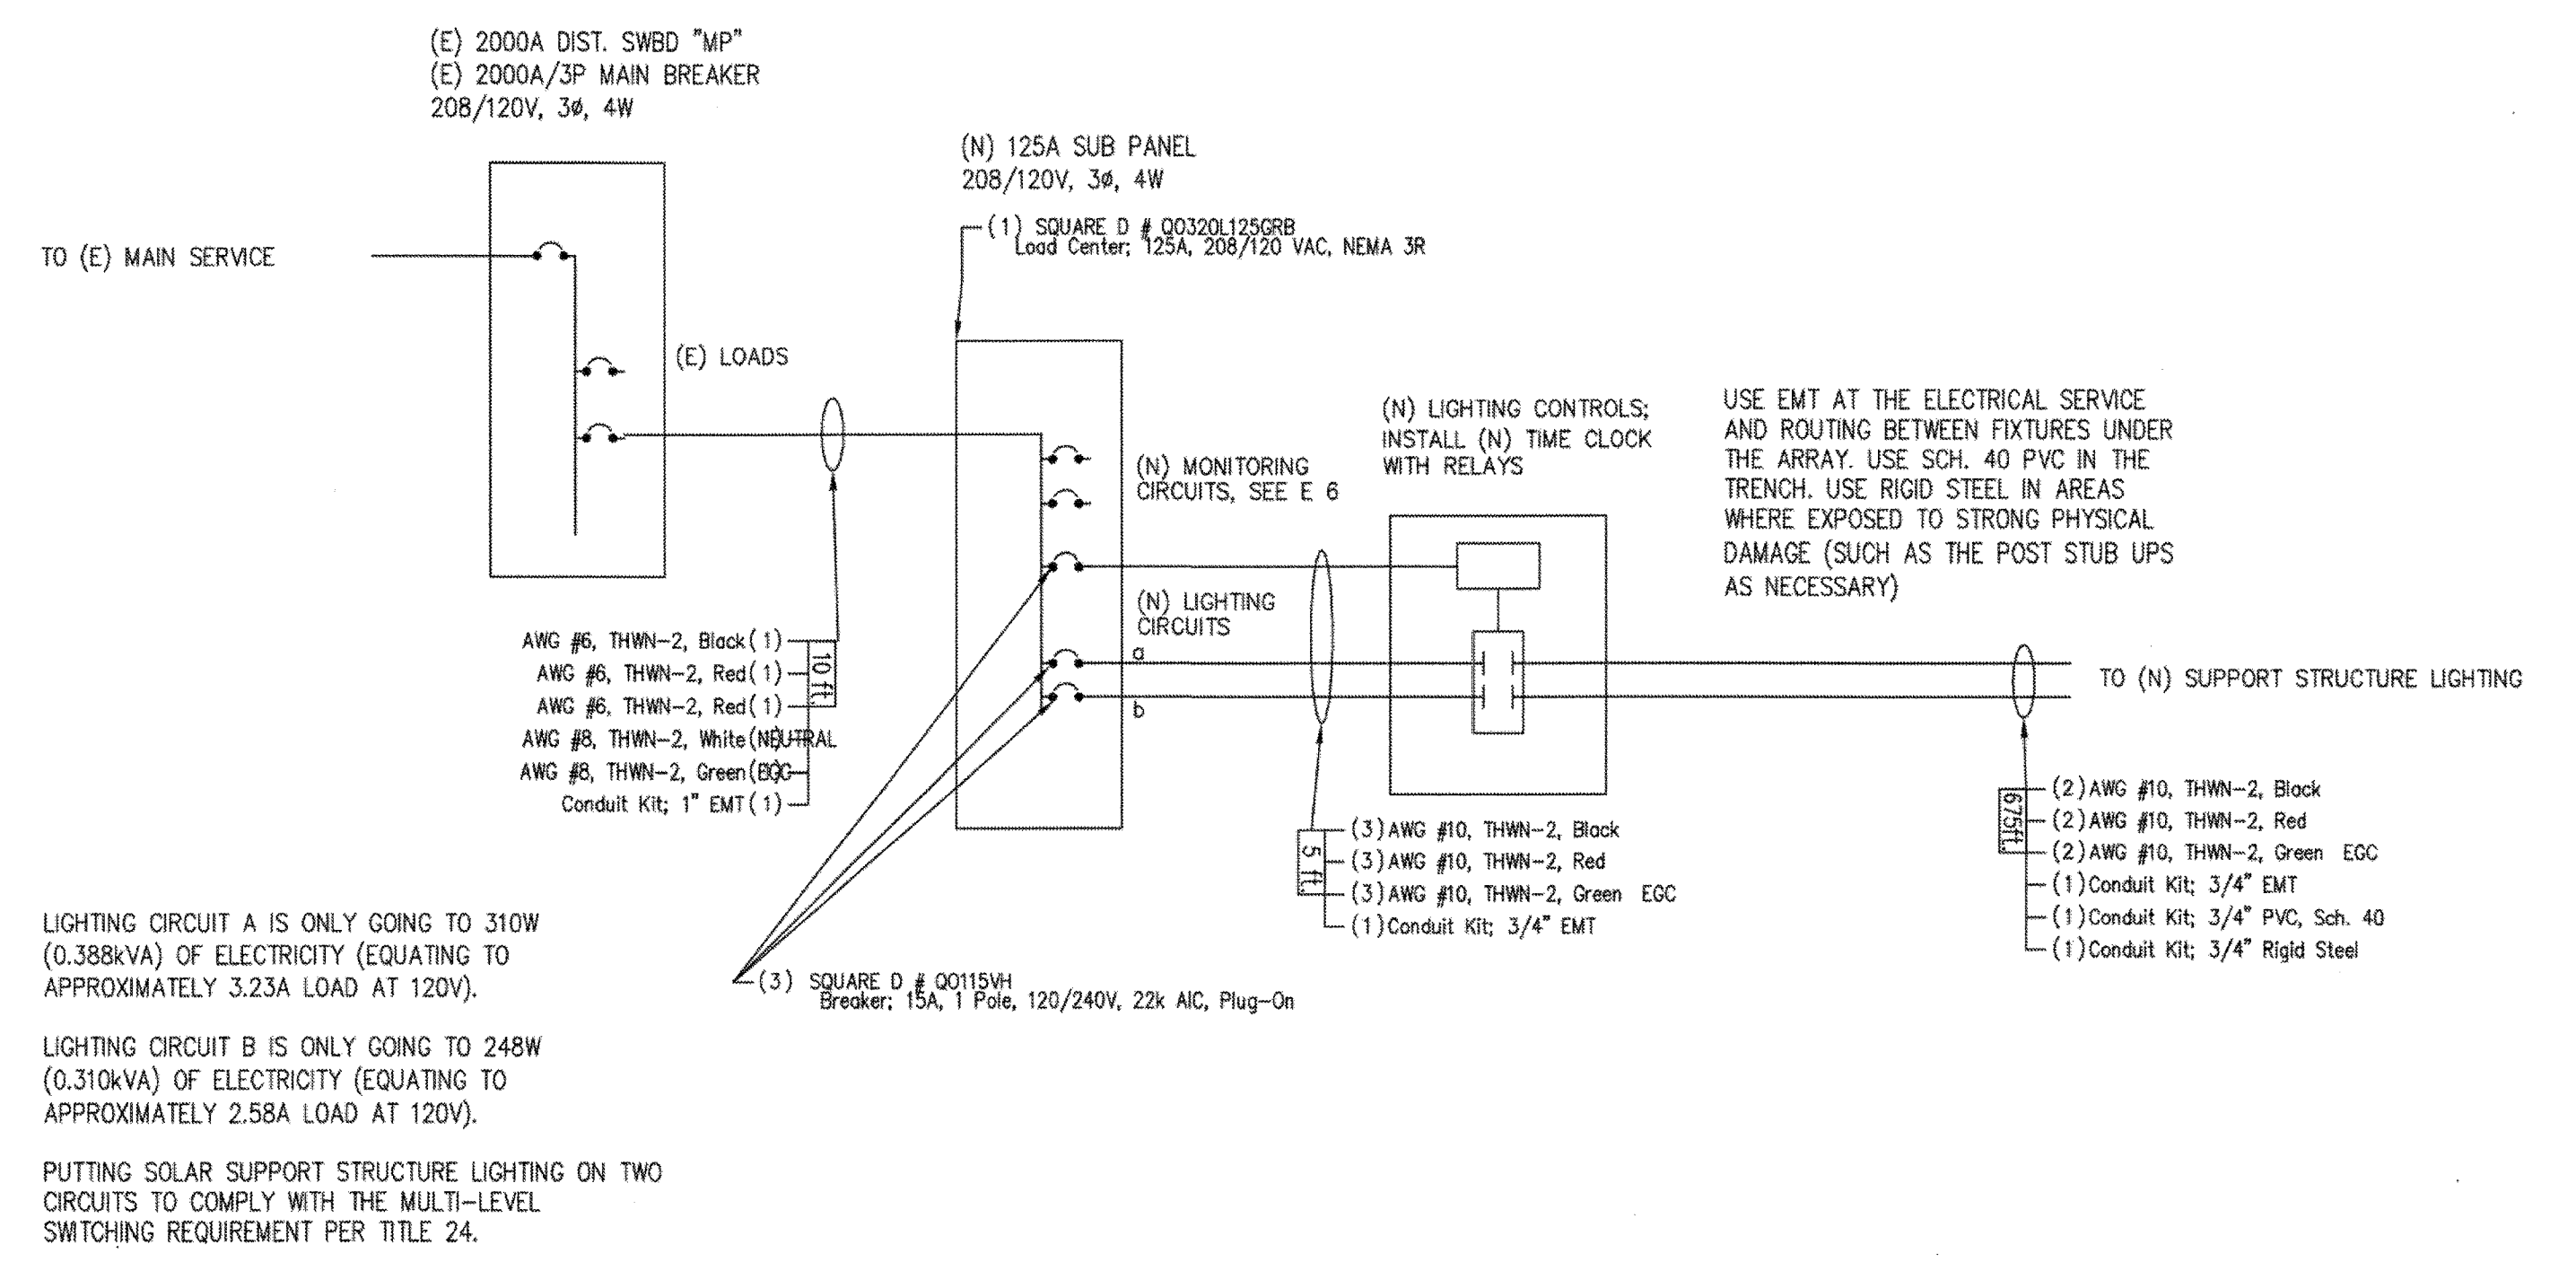 (E) 2000A DIST. SWBD "MP"
(E) 2000A/3P MAIN BREAKER
208/120V, 3ø, 4W
(N) 125A SUB PANEL
208/120V, 3ø, 4W
(1) SQUARE D # QO320L125GRB
Load Center; 125A, 208/120 VAC, NEMA 3R
TO (E) MAIN SERVICE
(E) LOADS
(N) MONITORING
CIRCUITS, SEE E 6
(N) LIGHTING CONTROLS;
INSTALL (N) TIME CLOCK
WITH RELAYS
USE EMT AT THE ELECTRICAL SERVICE
AND ROUTING BETWEEN FIXTURES UNDER
THE ARRAY. USE SCH. 40 PVC IN THE
TRENCH. USE RIGID STEEL IN AREAS
WHERE EXPOSED TO STRONG PHYSICAL
DAMAGE (SUCH AS THE POST STUB UPS
AS NECESSARY)
(N) LIGHTING
CIRCUITS
a
b
TO (N) SUPPORT STRUCTURE LIGHTING
AWG #6, THWN-2, Black(1)
AWG #6, THWN-2, Red(1)
AWG #6, THWN-2, Red(1)
AWG #8, THWN-2, White(NEUTRAL
AWG #8, THWN-2, Green(EGC
Conduit Kit; 1" EMT(1)
10 ft.
5 ft.
(3)AWG #10, THWN-2, Black
(3)AWG #10, THWN-2, Red
(3)AWG #10, THWN-2, Green EGC
(1)Conduit Kit; 3/4" EMT
675ft.
(2)AWG #10, THWN-2, Black
(2)AWG #10, THWN-2, Red
(2)AWG #10, THWN-2, Green EGC
(1)Conduit Kit; 3/4" EMT
(1)Conduit Kit; 3/4" PVC, Sch. 40
(1)Conduit Kit; 3/4" Rigid Steel
(3) SQUARE D # QO115VH
Breaker; 15A, 1 Pole, 120/240V, 22k AIC, Plug-On
LIGHTING CIRCUIT A IS ONLY GOING TO 310W
(0.388kVA) OF ELECTRICITY (EQUATING TO
APPROXIMATELY 3.23A LOAD AT 120V).
LIGHTING CIRCUIT B IS ONLY GOING TO 248W
(0.310kVA) OF ELECTRICITY (EQUATING TO
APPROXIMATELY 2.58A LOAD AT 120V).
PUTTING SOLAR SUPPORT STRUCTURE LIGHTING ON TWO
CIRCUITS TO COMPLY WITH THE MULTI-LEVEL
SWITCHING REQUIREMENT PER TITLE 24.